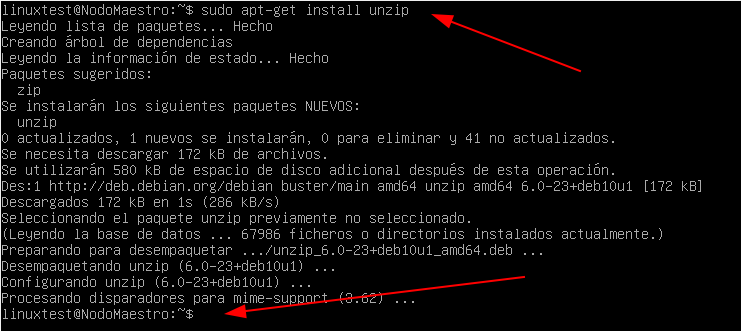 linuxtest@NodoMaestro:~$ sudo apt-get install unzip
Leyendo lista de paquetes... Hecho
Creando árbol de dependencias
Leyendo la información de estado... Hecho
Paquetes sugeridos:
  zip
Se instalarán los siguientes paquetes NUEVOS:
  unzip
0 actualizados, 1 nuevos se instalarán, 0 para eliminar y 41 no actualizados.
Se necesita descargar 172 kB de archivos.
Se utilizarán 580 kB de espacio de disco adicional después de esta operación.
Des:1 http://deb.debian.org/debian buster/main amd64 unzip amd64 6.0-23+deb10u1 [172 kB]
Descargados 172 kB en 1s (286 kB/s)
Seleccionando el paquete unzip previamente no seleccionado.
(Leyendo la base de datos ... 67986 ficheros o directorios instalados actualmente.)
Preparando para desempaquetar .../unzip_6.0-23+deb10u1_amd64.deb ...
Desempaquetando unzip (6.0-23+deb10u1) ...
Configurando unzip (6.0-23+deb10u1) ...
Procesando disparadores para mime-support (3.62) ...
linuxtest@NodoMaestro:~$